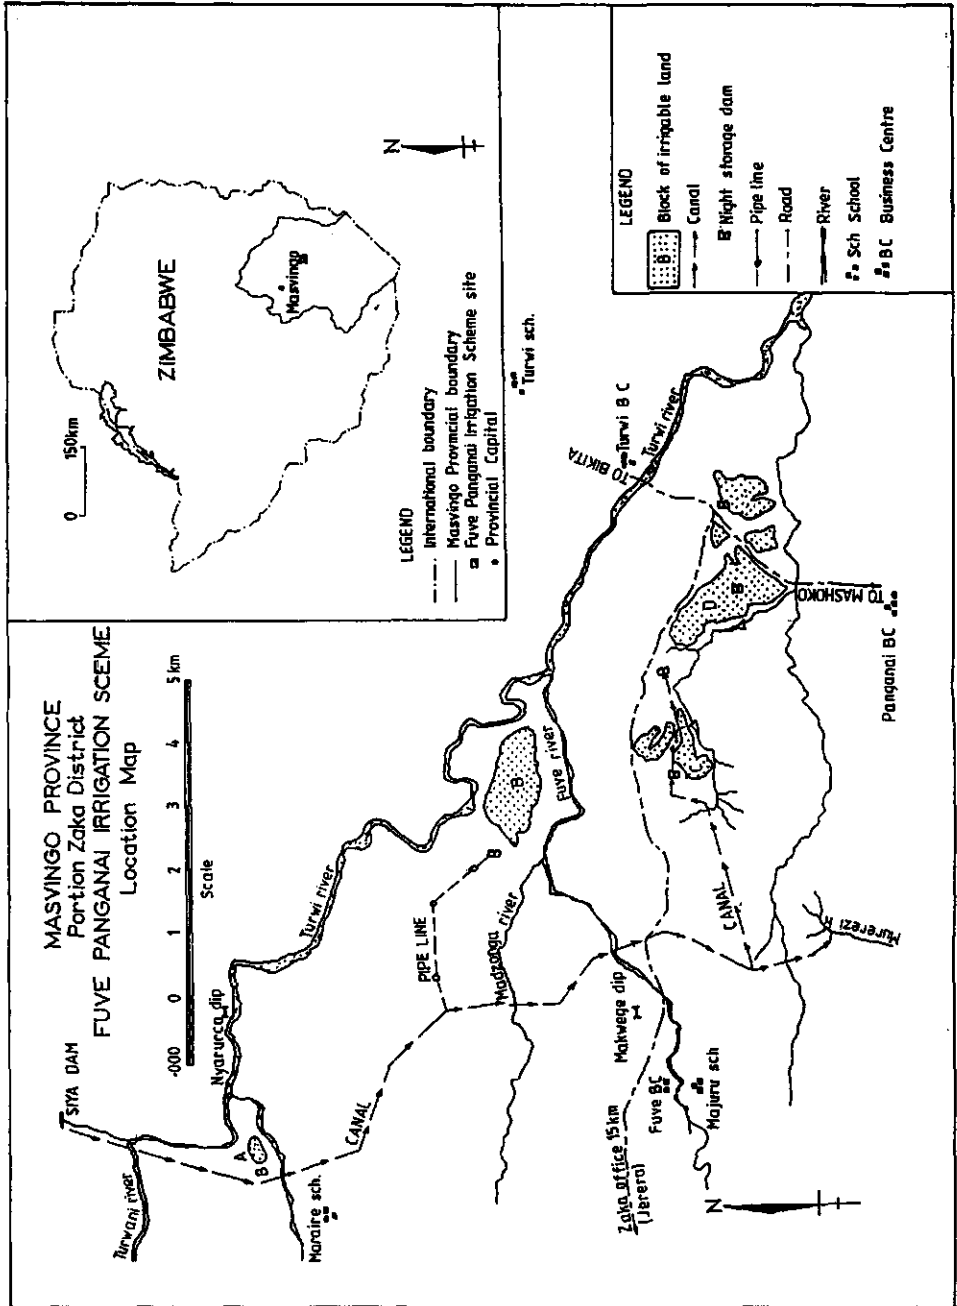 MASVINGO PROVINCE
Portion Zaka District
FUVE PANGANAI IRRIGATION SCEME
Location Map
-000 0 1 2 3 4 5 km
Scale
0 150km
ZIMBABWE
Masvingo
N
LEGEND
International boundary
Masvingo Provincial boundary
Fuve Panganai Irrigation Scheme site
Provincial Capital
SIYA DAM
Turwani river
A
B
Nyarurca dip
Turwi river
Maraire sch.
CANAL
PIPE LINE
B
B
Madzonga river
Fuve river
Makwege dip
Zaka office 15km
(Jerera)
Fuve BC
Majuru sch
N
CANAL
Murerezi R
B
C
B
D
B
A
B
TO BIKITA
Turwi B C
Turwi river
Turwi sch.
TO MASHOKO
Panganai BC
LEGEND
B Block of irrigable land
Canal
B Night storage dam
Pipe line
Road
River
Sch School
BC Business Centre